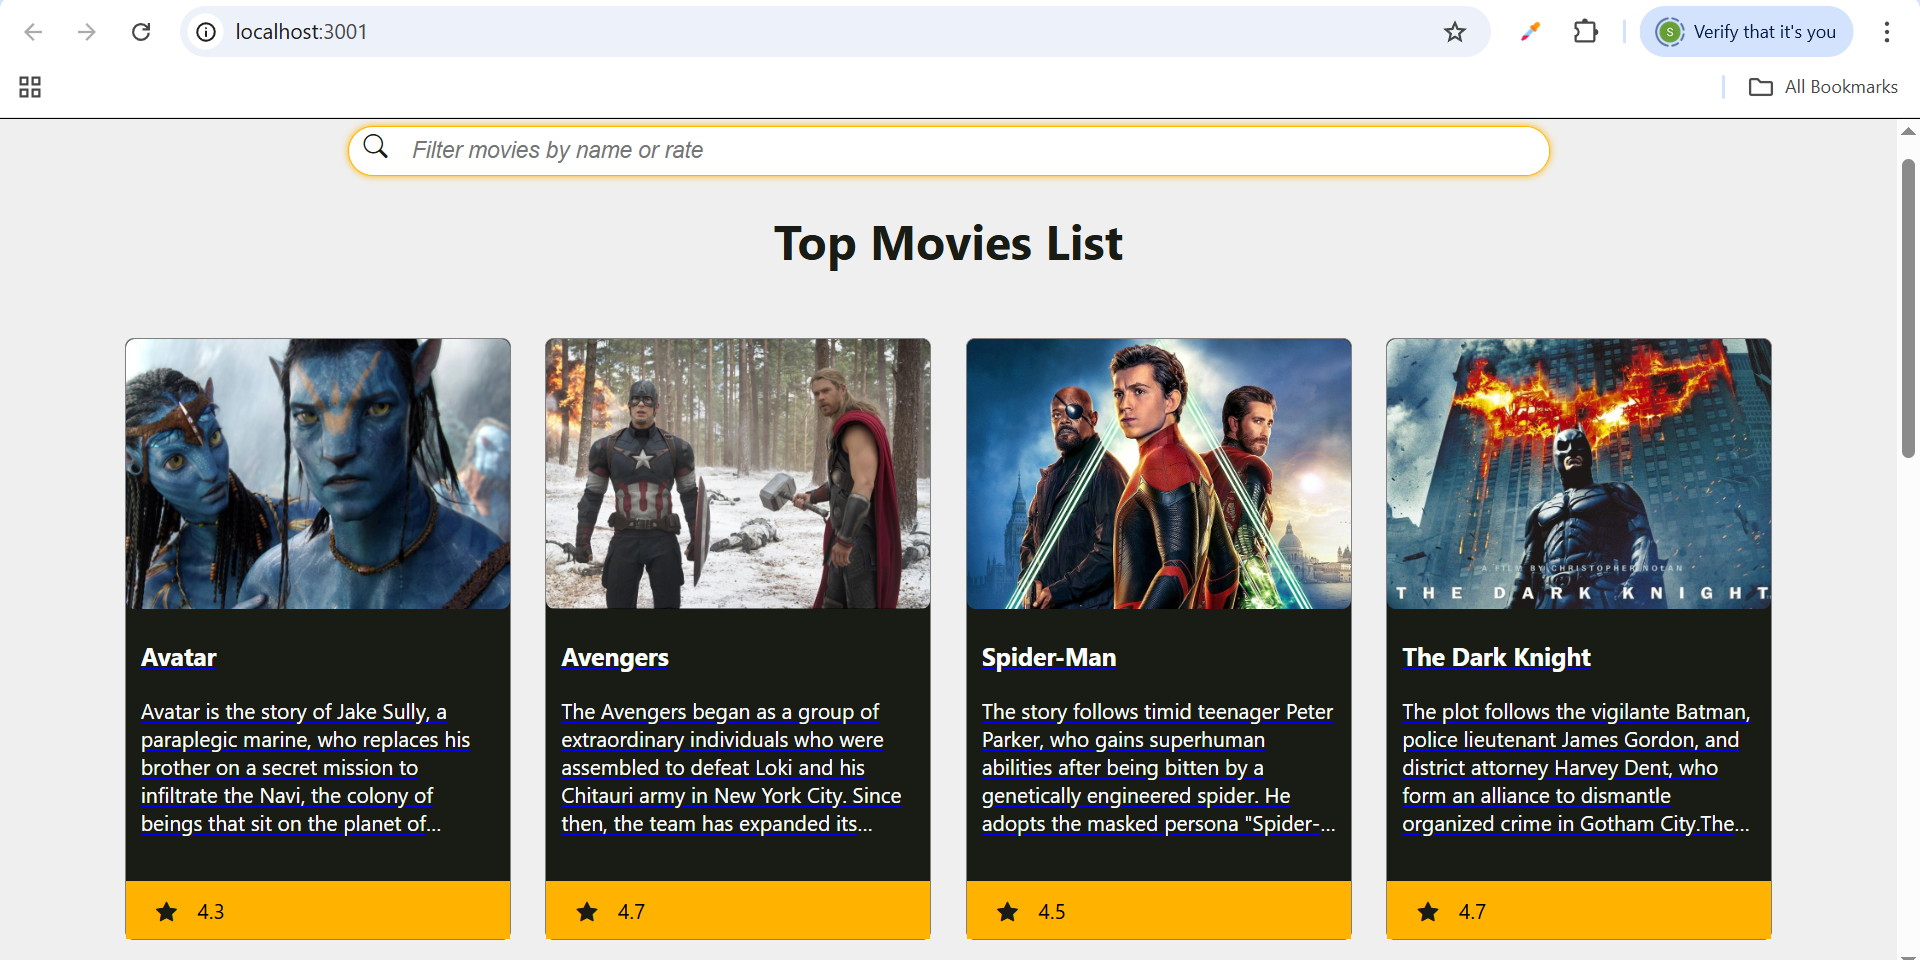 localhost:3001
S
Verify that it's you
All Bookmarks
Filter movies by name or rate
Top Movies List
A FILM BY CHRISTOPHER NOLAN
THE DARK KNIGHT
Avatar
Avatar is the story of Jake Sully, a
paraplegic marine, who replaces his
brother on a secret mission to
infiltrate the Navi, the colony of
beings that sit on the planet of...
4.3
Avengers
The Avengers began as a group of
extraordinary individuals who were
assembled to defeat Loki and his
Chitauri army in New York City. Since
then, the team has expanded its...
4.7
Spider-Man
The story follows timid teenager Peter
Parker, who gains superhuman
abilities after being bitten by a
genetically engineered spider. He
adopts the masked persona "Spider-...
4.5
The Dark Knight
The plot follows the vigilante Batman,
police lieutenant James Gordon, and
district attorney Harvey Dent, who
form an alliance to dismantle
organized crime in Gotham City.The...
4.7